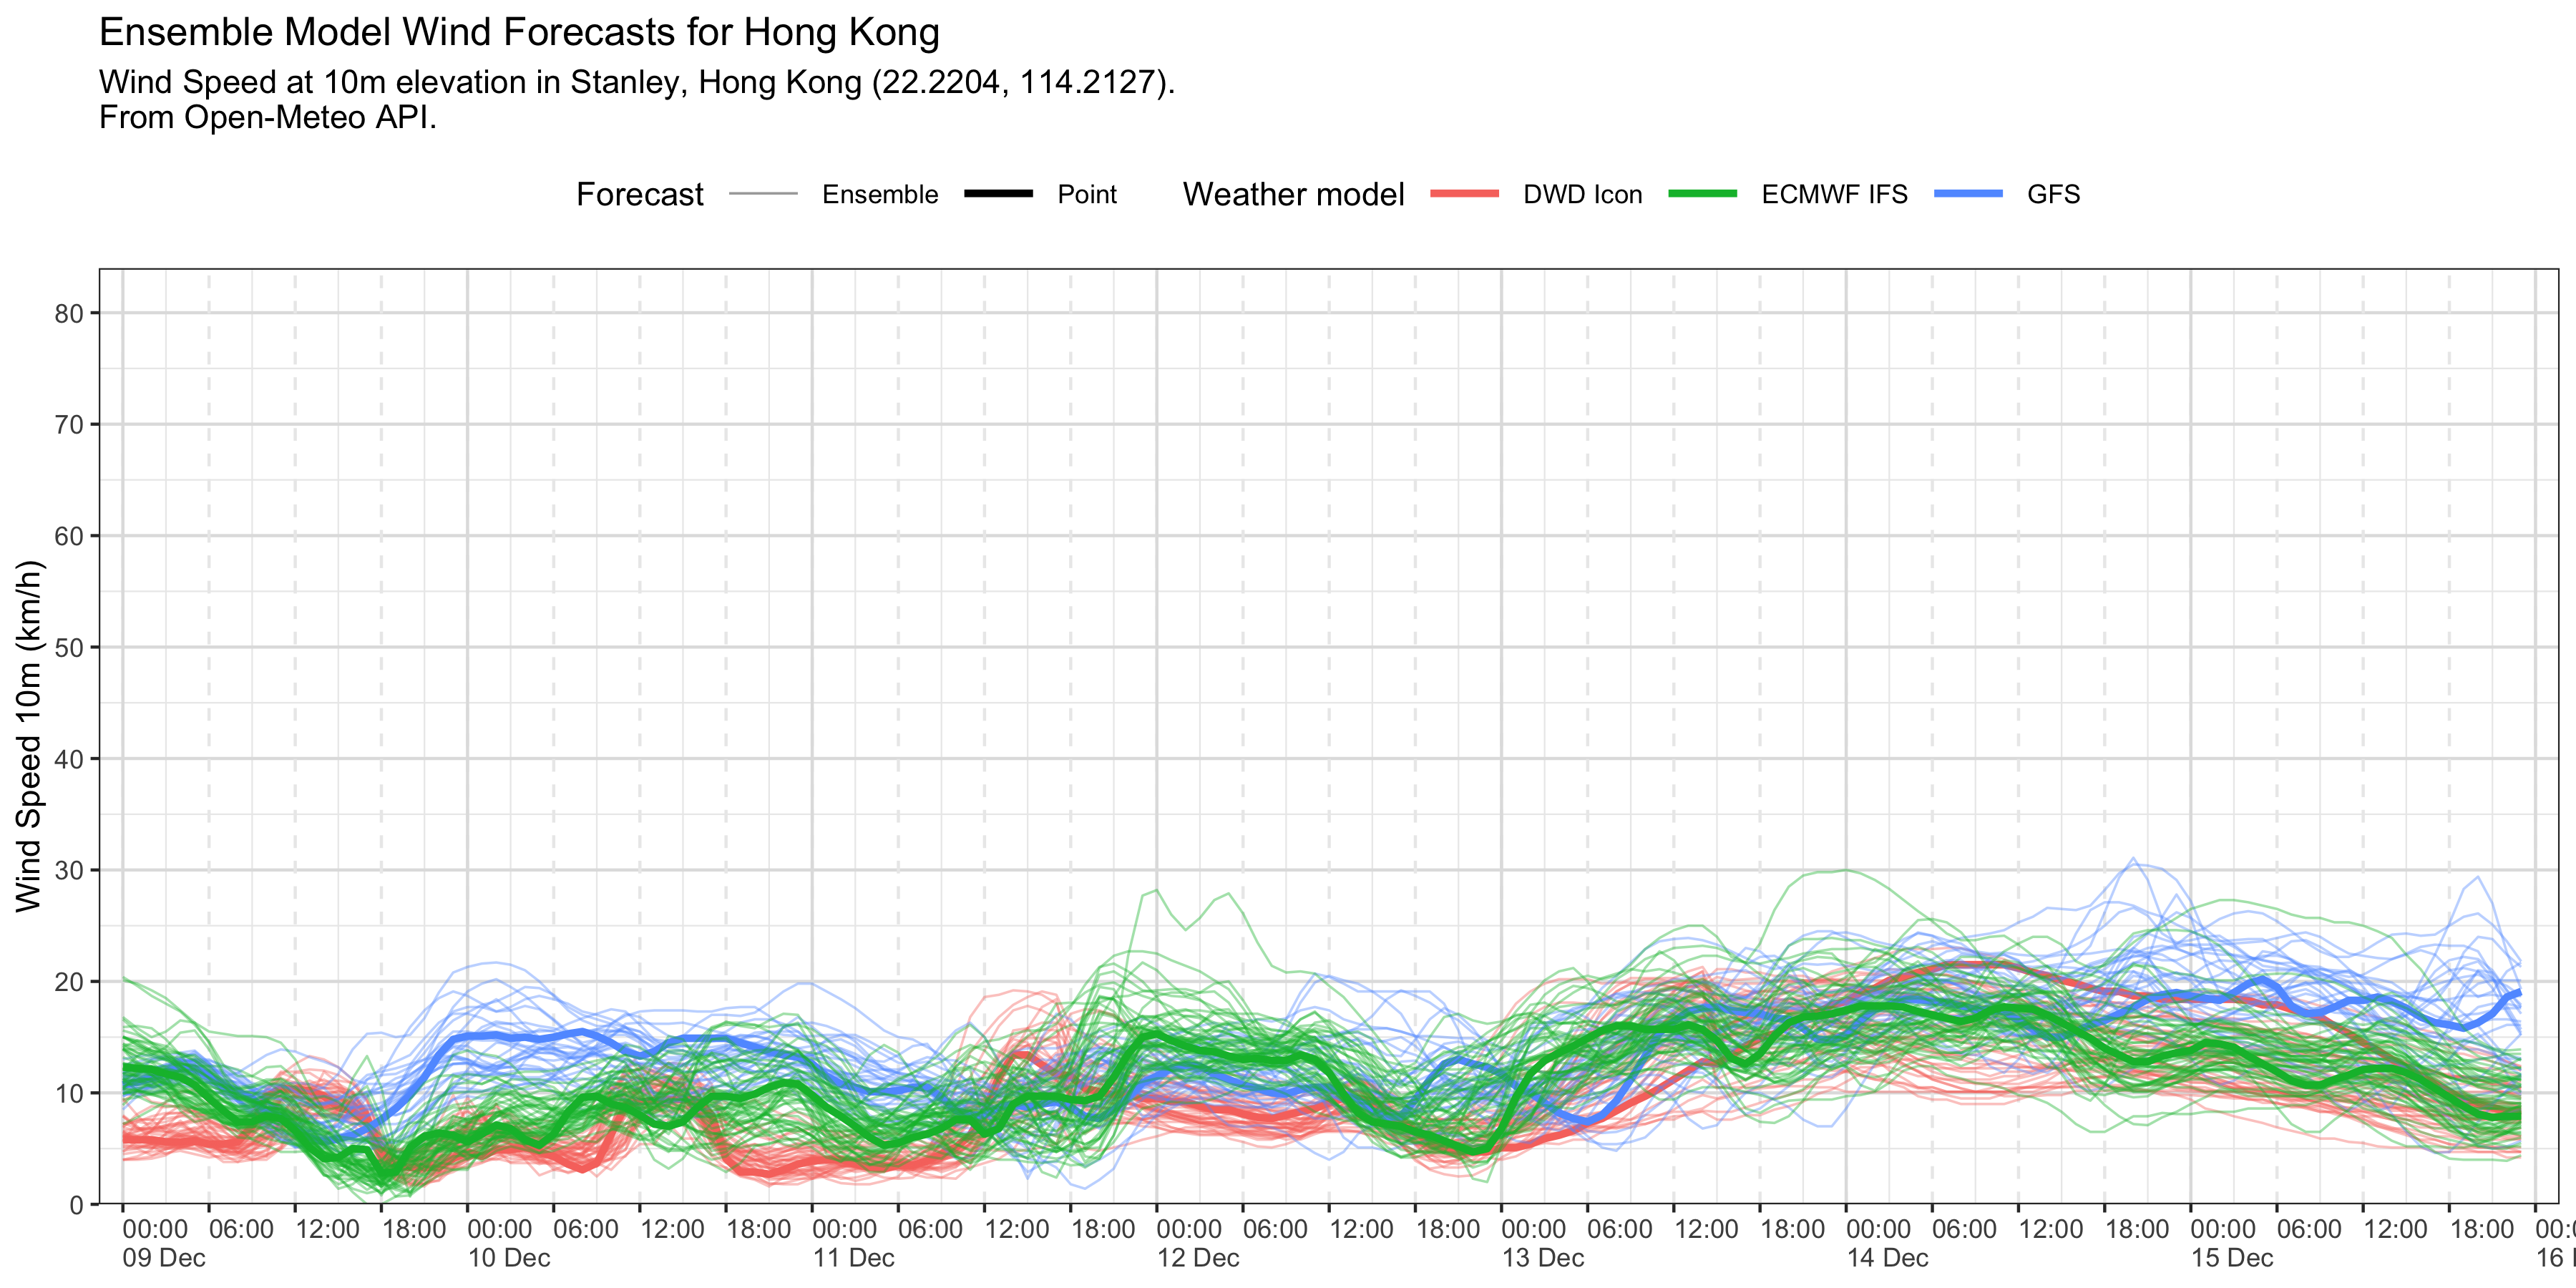 Ensemble Model Wind Forecasts for Hong Kong
Wind Speed at 10m elevation in Stanley, Hong Kong (22.2204, 114.2127).
From Open-Meteo API.
Forecast Ensemble Point Weather model DWD Icon ECMWF IFS GFS
Wind Speed 10m (km/h)
80
70
60
50
40
30
20
10
0
00:00 06:00 12:00 18:00 00:00 06:00 12:00 18:00 00:00 06:00 12:00 18:00 00:00 06:00 12:00 18:00 00:00 06:00 12:00 18:00 00:00 06:00 12:00 18:00 00:00 06:00 12:00 18:00
09 Dec 10 Dec 11 Dec 12 Dec 13 Dec 14 Dec 15 Dec 16